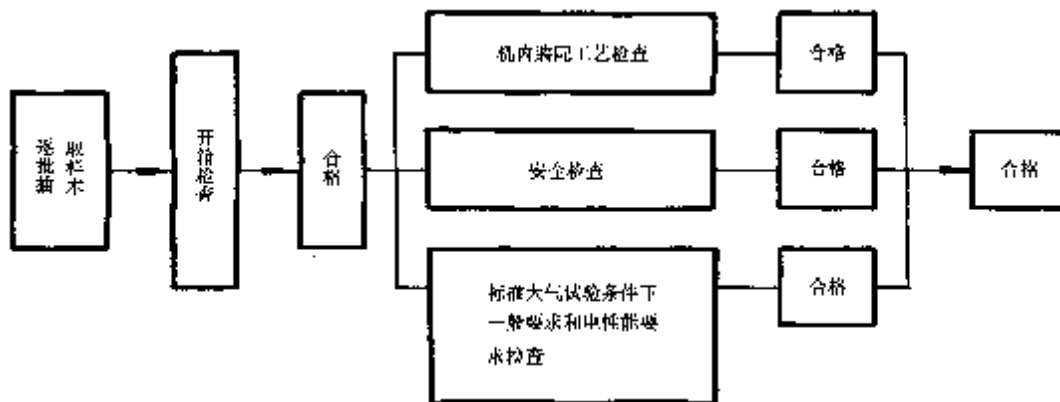 逐批抽
取样本
开箱检查
合格
机内装配工艺检查
合格
安全检查
合格
标准大气试验条件下
一般要求和电性能要
求检查
合格
合格